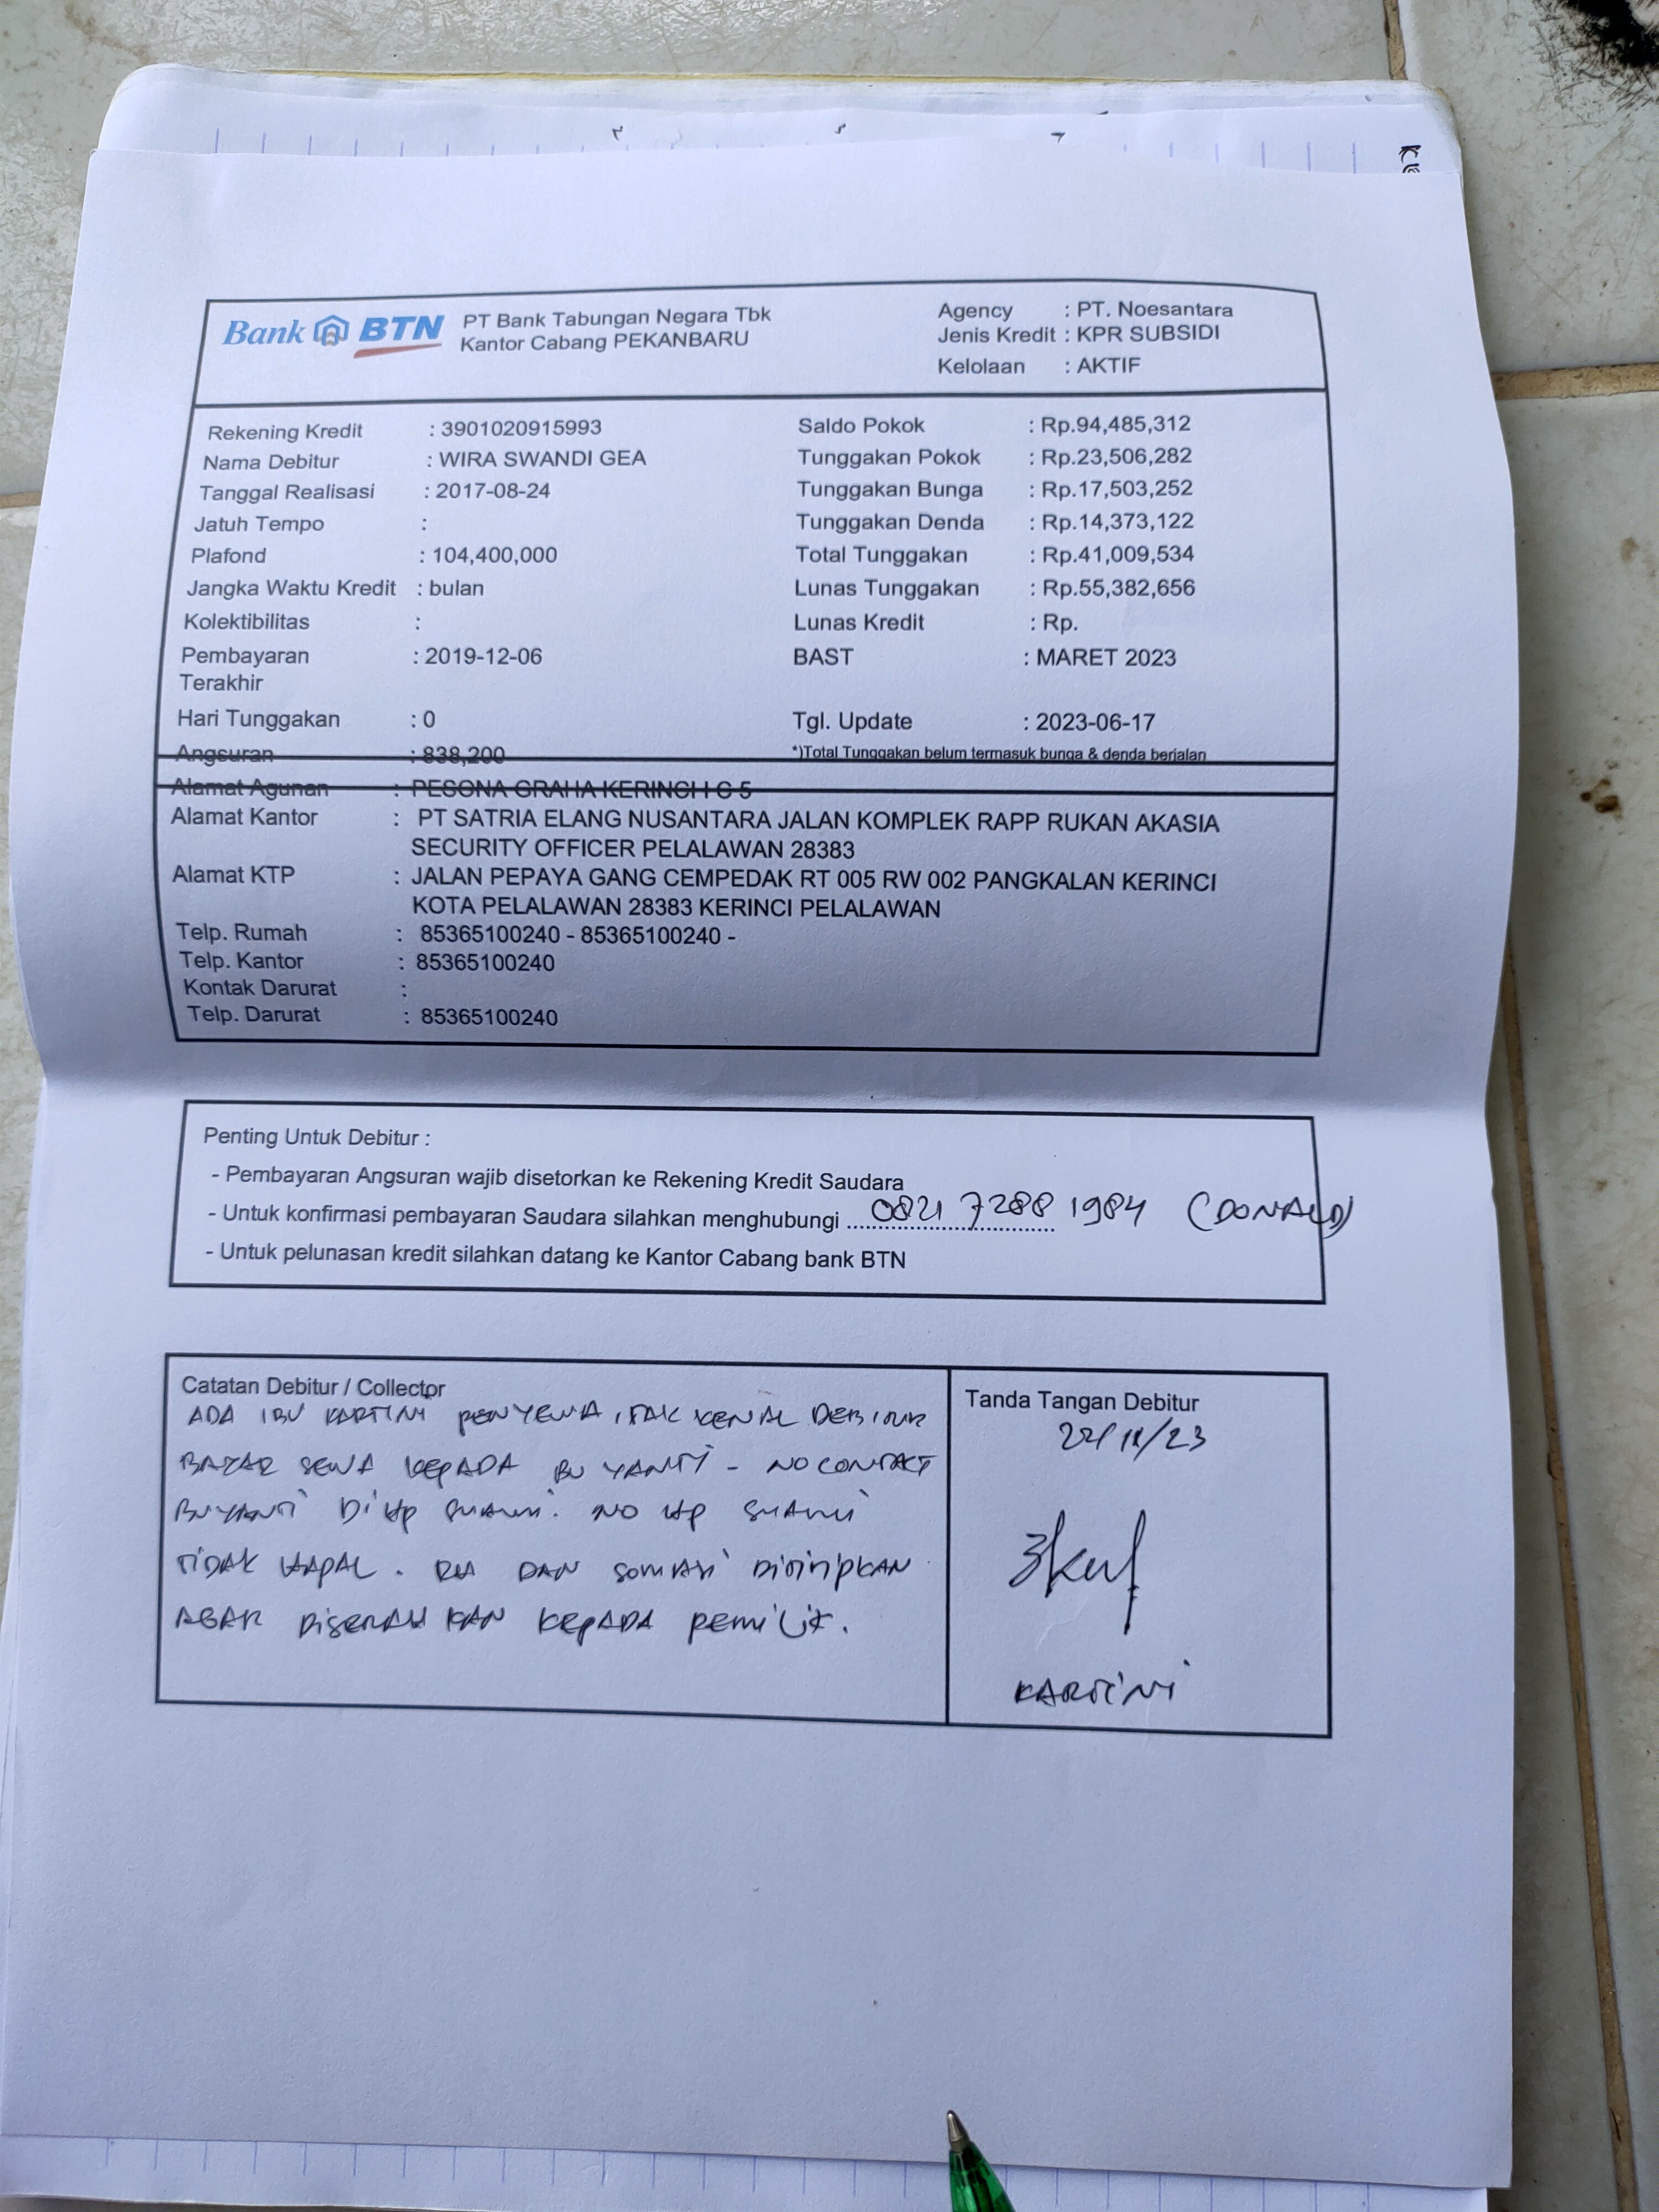 Bank BTN
PT Bank Tabungan Negara Tbk
Kantor Cabang PEKANBARU
Agency : PT. Noesantara
Jenis Kredit : KPR SUBSIDI
Kelolaan : AKTIF
Rekening Kredit : 3901020915993
Nama Debitur : WIRA SWANDI GEA
Tanggal Realisasi : 2017-08-24
Jatuh Tempo :
Plafond : 104,400,000
Jangka Waktu Kredit : bulan
Kolektibilitas :
Pembayaran Terakhir : 2019-12-06
Hari Tunggakan : 0
Angsuran : 838,200
Saldo Pokok : Rp.94,485,312
Tunggakan Pokok : Rp.23,506,282
Tunggakan Bunga : Rp.17,503,252
Tunggakan Denda : Rp.14,373,122
Total Tunggakan : Rp.41,009,534
Lunas Tunggakan : Rp.55,382,656
Lunas Kredit : Rp.
BAST : MARET 2023
Tgl. Update : 2023-06-17
*)Total Tunggakan belum termasuk bunga & denda berjalan
Alamat Agunan : PESONA GRAHA KERINCI I C 5
Alamat Kantor : PT SATRIA ELANG NUSANTARA JALAN KOMPLEK RAPP RUKAN AKASIA
SECURITY OFFICER PELALAWAN 28383
Alamat KTP : JALAN PEPAYA GANG CEMPEDAK RT 005 RW 002 PANGKALAN KERINCI
KOTA PELALAWAN 28383 KERINCI PELALAWAN
Telp. Rumah : 85365100240 - 85365100240 -
Telp. Kantor : 85365100240
Kontak Darurat :
Telp. Darurat : 85365100240
Penting Untuk Debitur :
- Pembayaran Angsuran wajib disetorkan ke Rekening Kredit Saudara
- Untuk konfirmasi pembayaran Saudara silahkan menghubungi 0821 7288 1984 (DONALD)
- Untuk pelunasan kredit silahkan datang ke Kantor Cabang bank BTN
Catatan Debitur / Collector
ADA IBU KARTINI PENYEWA, TAK KENAL DEBITUR
BAYAR SEWA KEPADA BU YANTI - NO CONTACT
BU YANTI DI HP SUAMI. NO HP SUAMI
TIDAK HAPAL. DAN SOMASI DITITIPKAN
AGAR DISERAHKAN KEPADA PEMILIK.
Tanda Tangan Debitur
KARTINI